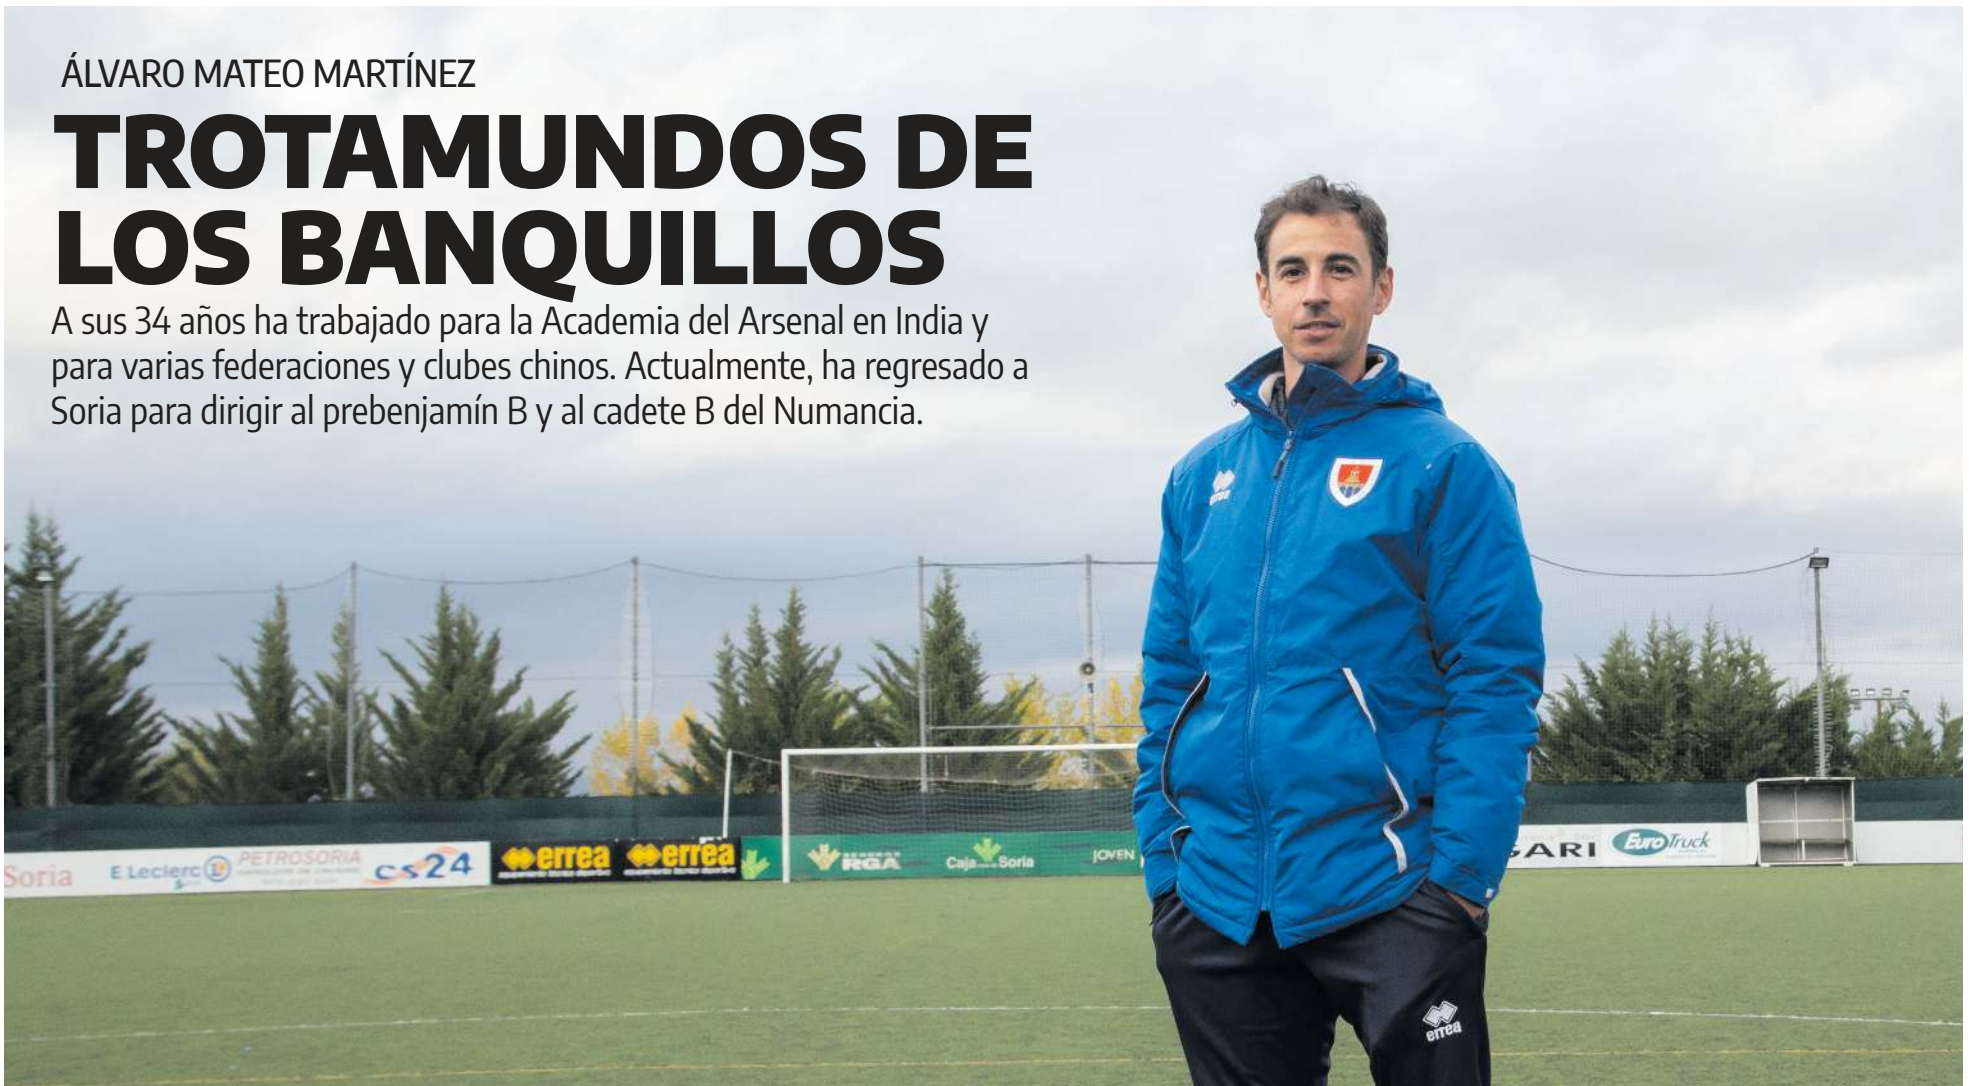 ÁLVARO MATEO MARTÍNEZ
TROTAMUNDOS DE
LOS BANQUILLOS
A sus 34 años ha trabajado para la Academia del Arsenal en India y
para varias federaciones y clubes chinos. Actualmente, ha regresado a
Soria para dirigir al prebenjamín B y al cadete B del Numancia.
errea
Soria
E. Leclerc
PETROSORIA
cs24
errea
errea
RGA
Caja Soria
JOVEN
GARI
EuroTruck
errea